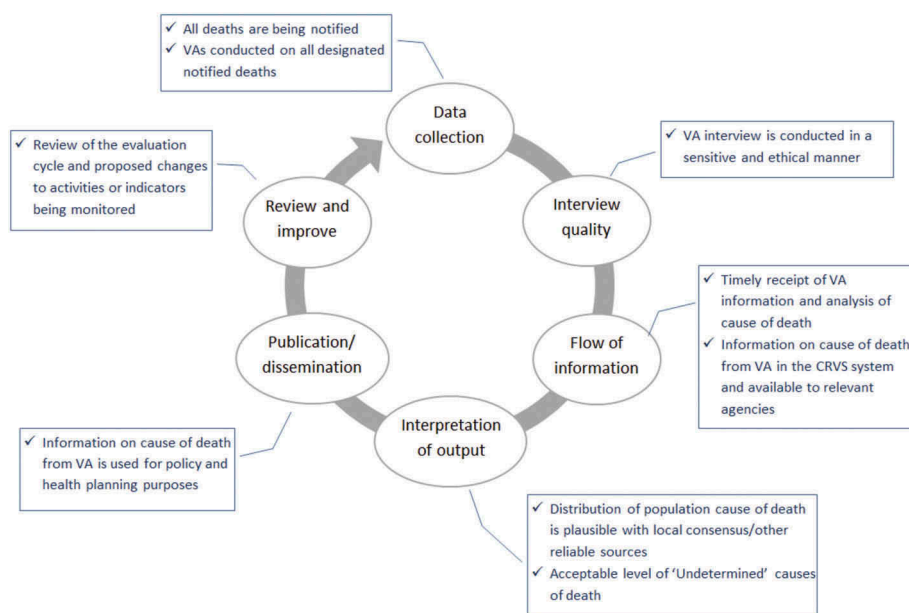 ✓ All deaths are being notified
✓ VAs conducted on all designated
notified deaths
Data
collection
✓ VA interview is conducted in a
sensitive and ethical manner
Interview
quality
✓ Timely receipt of VA
information and analysis of
cause of death
✓ Information on cause of death
from VA in the CRVS system
and available to relevant
agencies
Flow of
information
Interpretation
of output
✓ Distribution of population cause of death
is plausible with local consensus/other
reliable sources
✓ Acceptable level of ‘Undetermined’ causes
of death
Publication/
dissemination
✓ Information on cause of death
from VA is used for policy and
health planning purposes
Review and
improve
✓ Review of the evaluation
cycle and proposed changes
to activities or indicators
being monitored